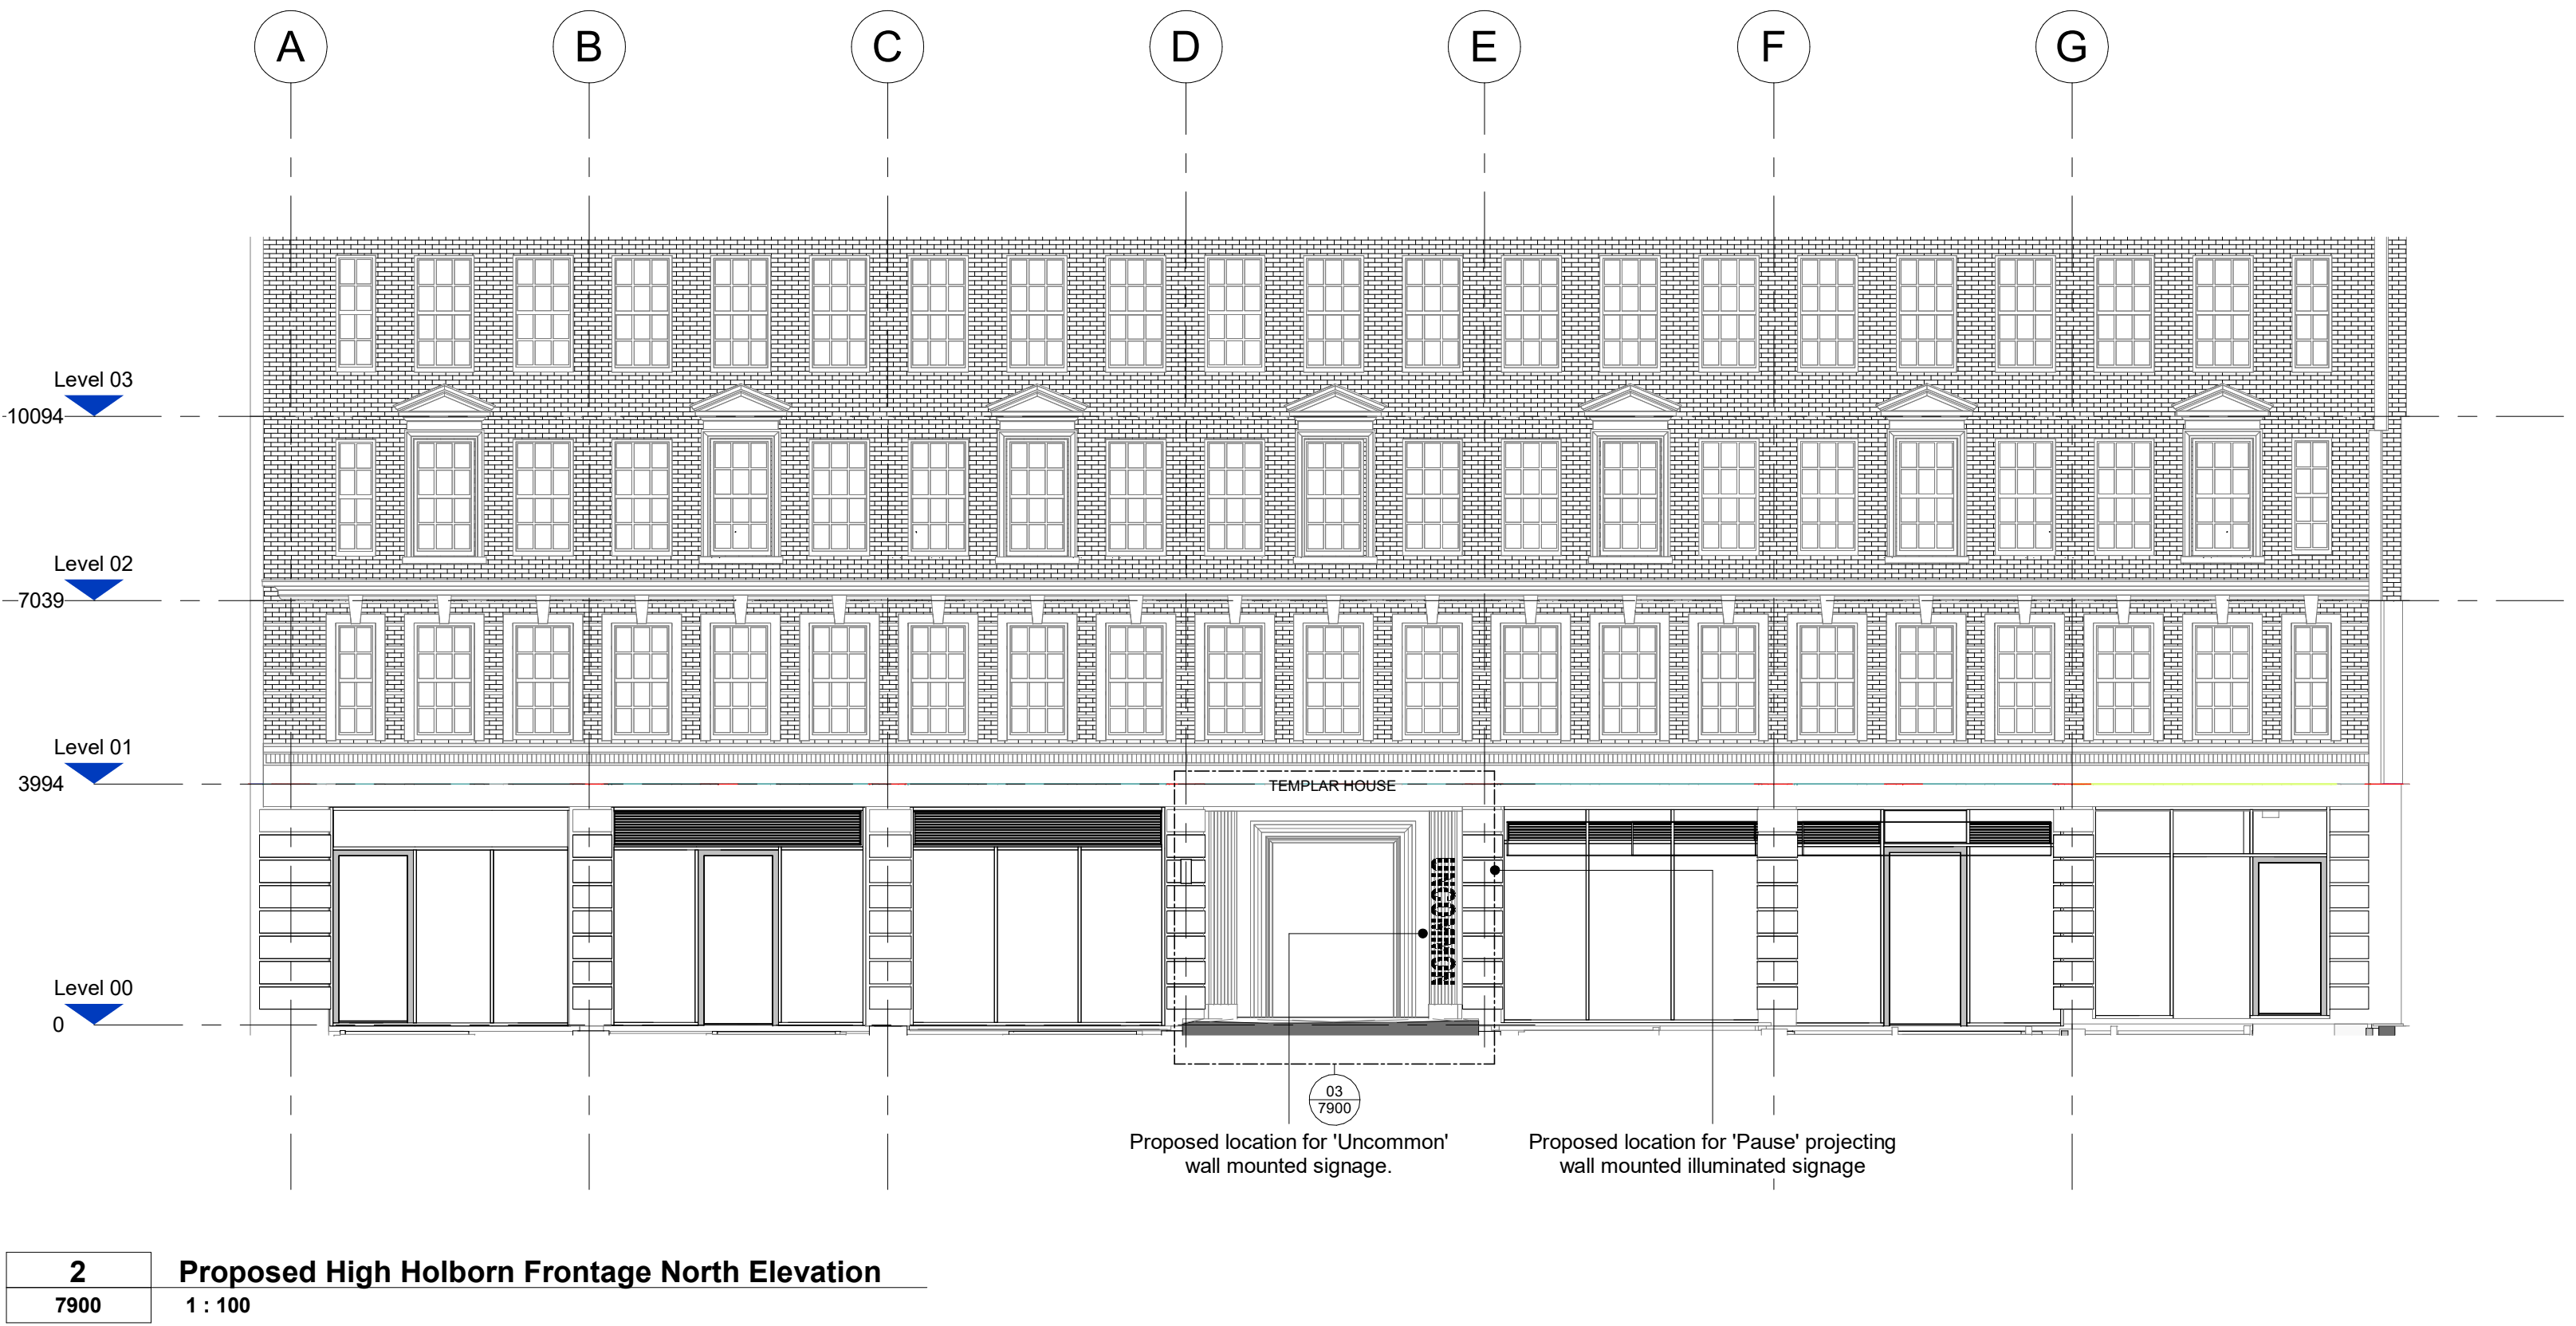 A B C D E F G
Level 03
10094
Level 02
7039
Level 01
3994
TEMPLAR HOUSE
UNCOMMON
Level 00
0
03
7900
Proposed location for 'Uncommon'
wall mounted signage.
Proposed location for 'Pause' projecting
wall mounted illuminated signage
2
Proposed High Holborn Frontage North Elevation
7900
1 : 100